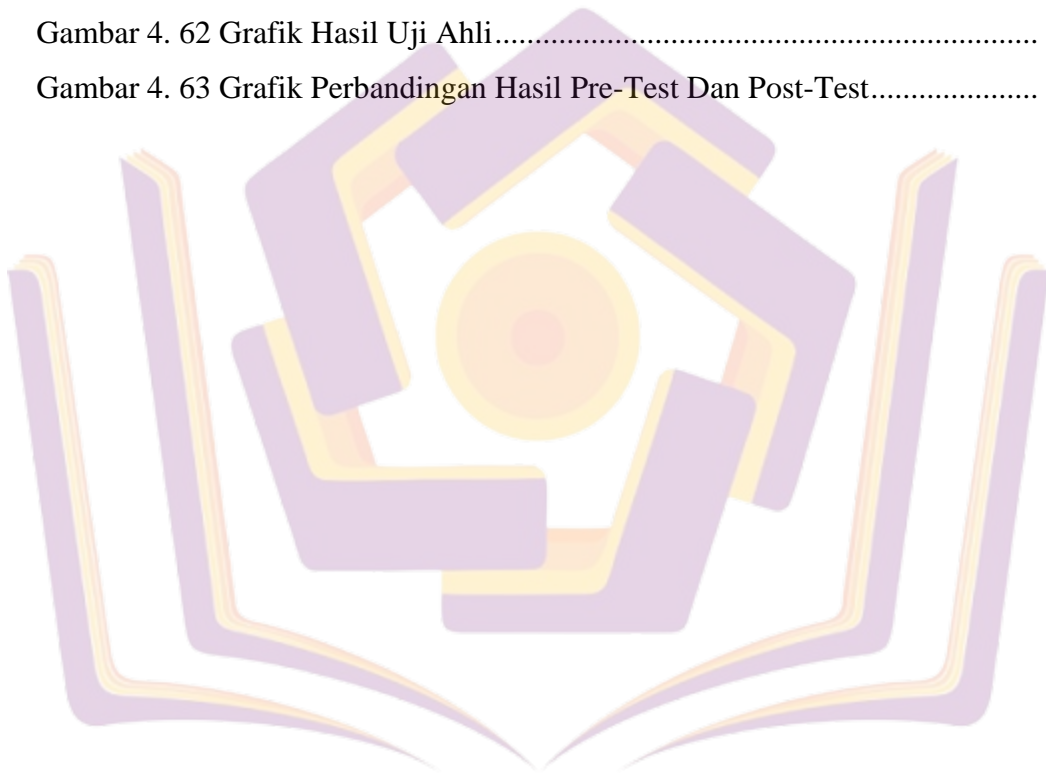 Gambar 4. 62 Grafik Hasil Uji Ahli....................................................................
Gambar 4. 63 Grafik Perbandingan Hasil Pre-Test Dan Post-Test.....................